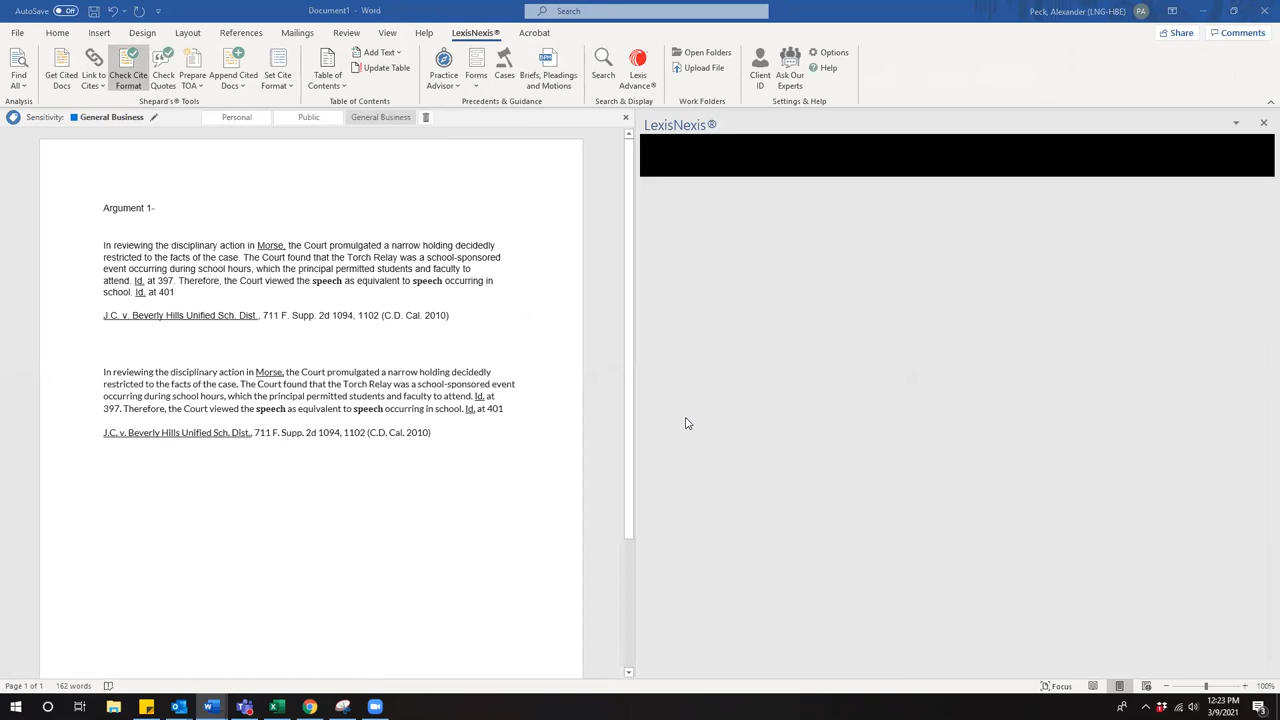 AutoSave Off
Search
Peck, Alexander (LNG-HBE) PA
File Home Insert Design Layout References Mailings Review View Help LexisNexis® Acrobat
Share Comments
Find All
Get Cited Docs
Link to Cites
Check Cite Format
Check Quotes
Prepare TOA
Append Cited Docs
Set Cite Format
Table of Contents
Add Text
Update Table
Practice Advisor
Forms
Cases
BPM
Briefs, Pleadings and Motions
Search
Lexis Advance®
Open Folders
Upload File
Client ID
Ask Our Experts
Options
Help
Analysis Shepard's® Tools Table of Contents Precedents & Guidance Search & Display Work Folders Settings & Help
Sensitivity: General Business Personal Public General Business
LexisNexis®
Argument 1-
In reviewing the disciplinary action in Morse, the Court promulgated a narrow holding decidedly
restricted to the facts of the case. The Court found that the Torch Relay was a school-sponsored
event occurring during school hours, which the principal permitted students and faculty to
attend. Id. at 397. Therefore, the Court viewed the speech as equivalent to speech occurring in
school. Id. at 401
J.C. v. Beverly Hills Unified Sch. Dist., 711 F. Supp. 2d 1094, 1102 (C.D. Cal. 2010)
In reviewing the disciplinary action in Morse, the Court promulgated a narrow holding decidedly
restricted to the facts of the case. The Court found that the Torch Relay was a school-sponsored event
occurring during school hours, which the principal permitted students and faculty to attend. Id. at
397. Therefore, the Court viewed the speech as equivalent to speech occurring in school. Id. at 401
J.C. v. Beverly Hills Unified Sch. Dist., 711 F. Supp. 2d 1094, 1102 (C.D. Cal. 2010)
Page 1 of 1 162 words
Focus
100%
12:23 PM
3/9/2021